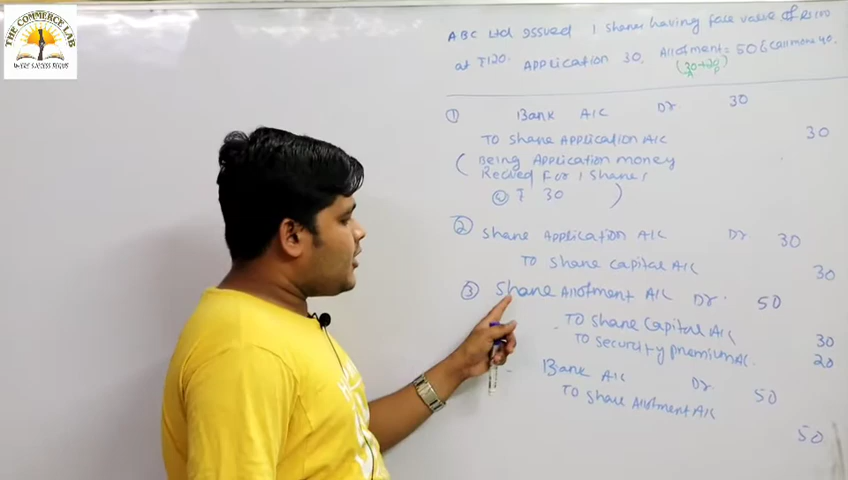 THE COMMERCE LAB
WHERE SUCCESS BEGINS
ABC Ltd Issued 1 Share having face value of Rs 100
at ₹120. Application 30. Allotment = 50 & call more 40.
(30+20)
A P
① Bank A/C Dr 30
To Share Application A/C 30
( Being Application money
Recived For 1 Share
@ ₹ 30 )
② Share Application A/C Dr 30
To Share Capital A/C 30
③ Share Allotment A/C Dr. 50
To Share Capital A/C 30
To Security Premium A/C. 20
Bank A/C Dr. 50
To Share Allotment A/C
50